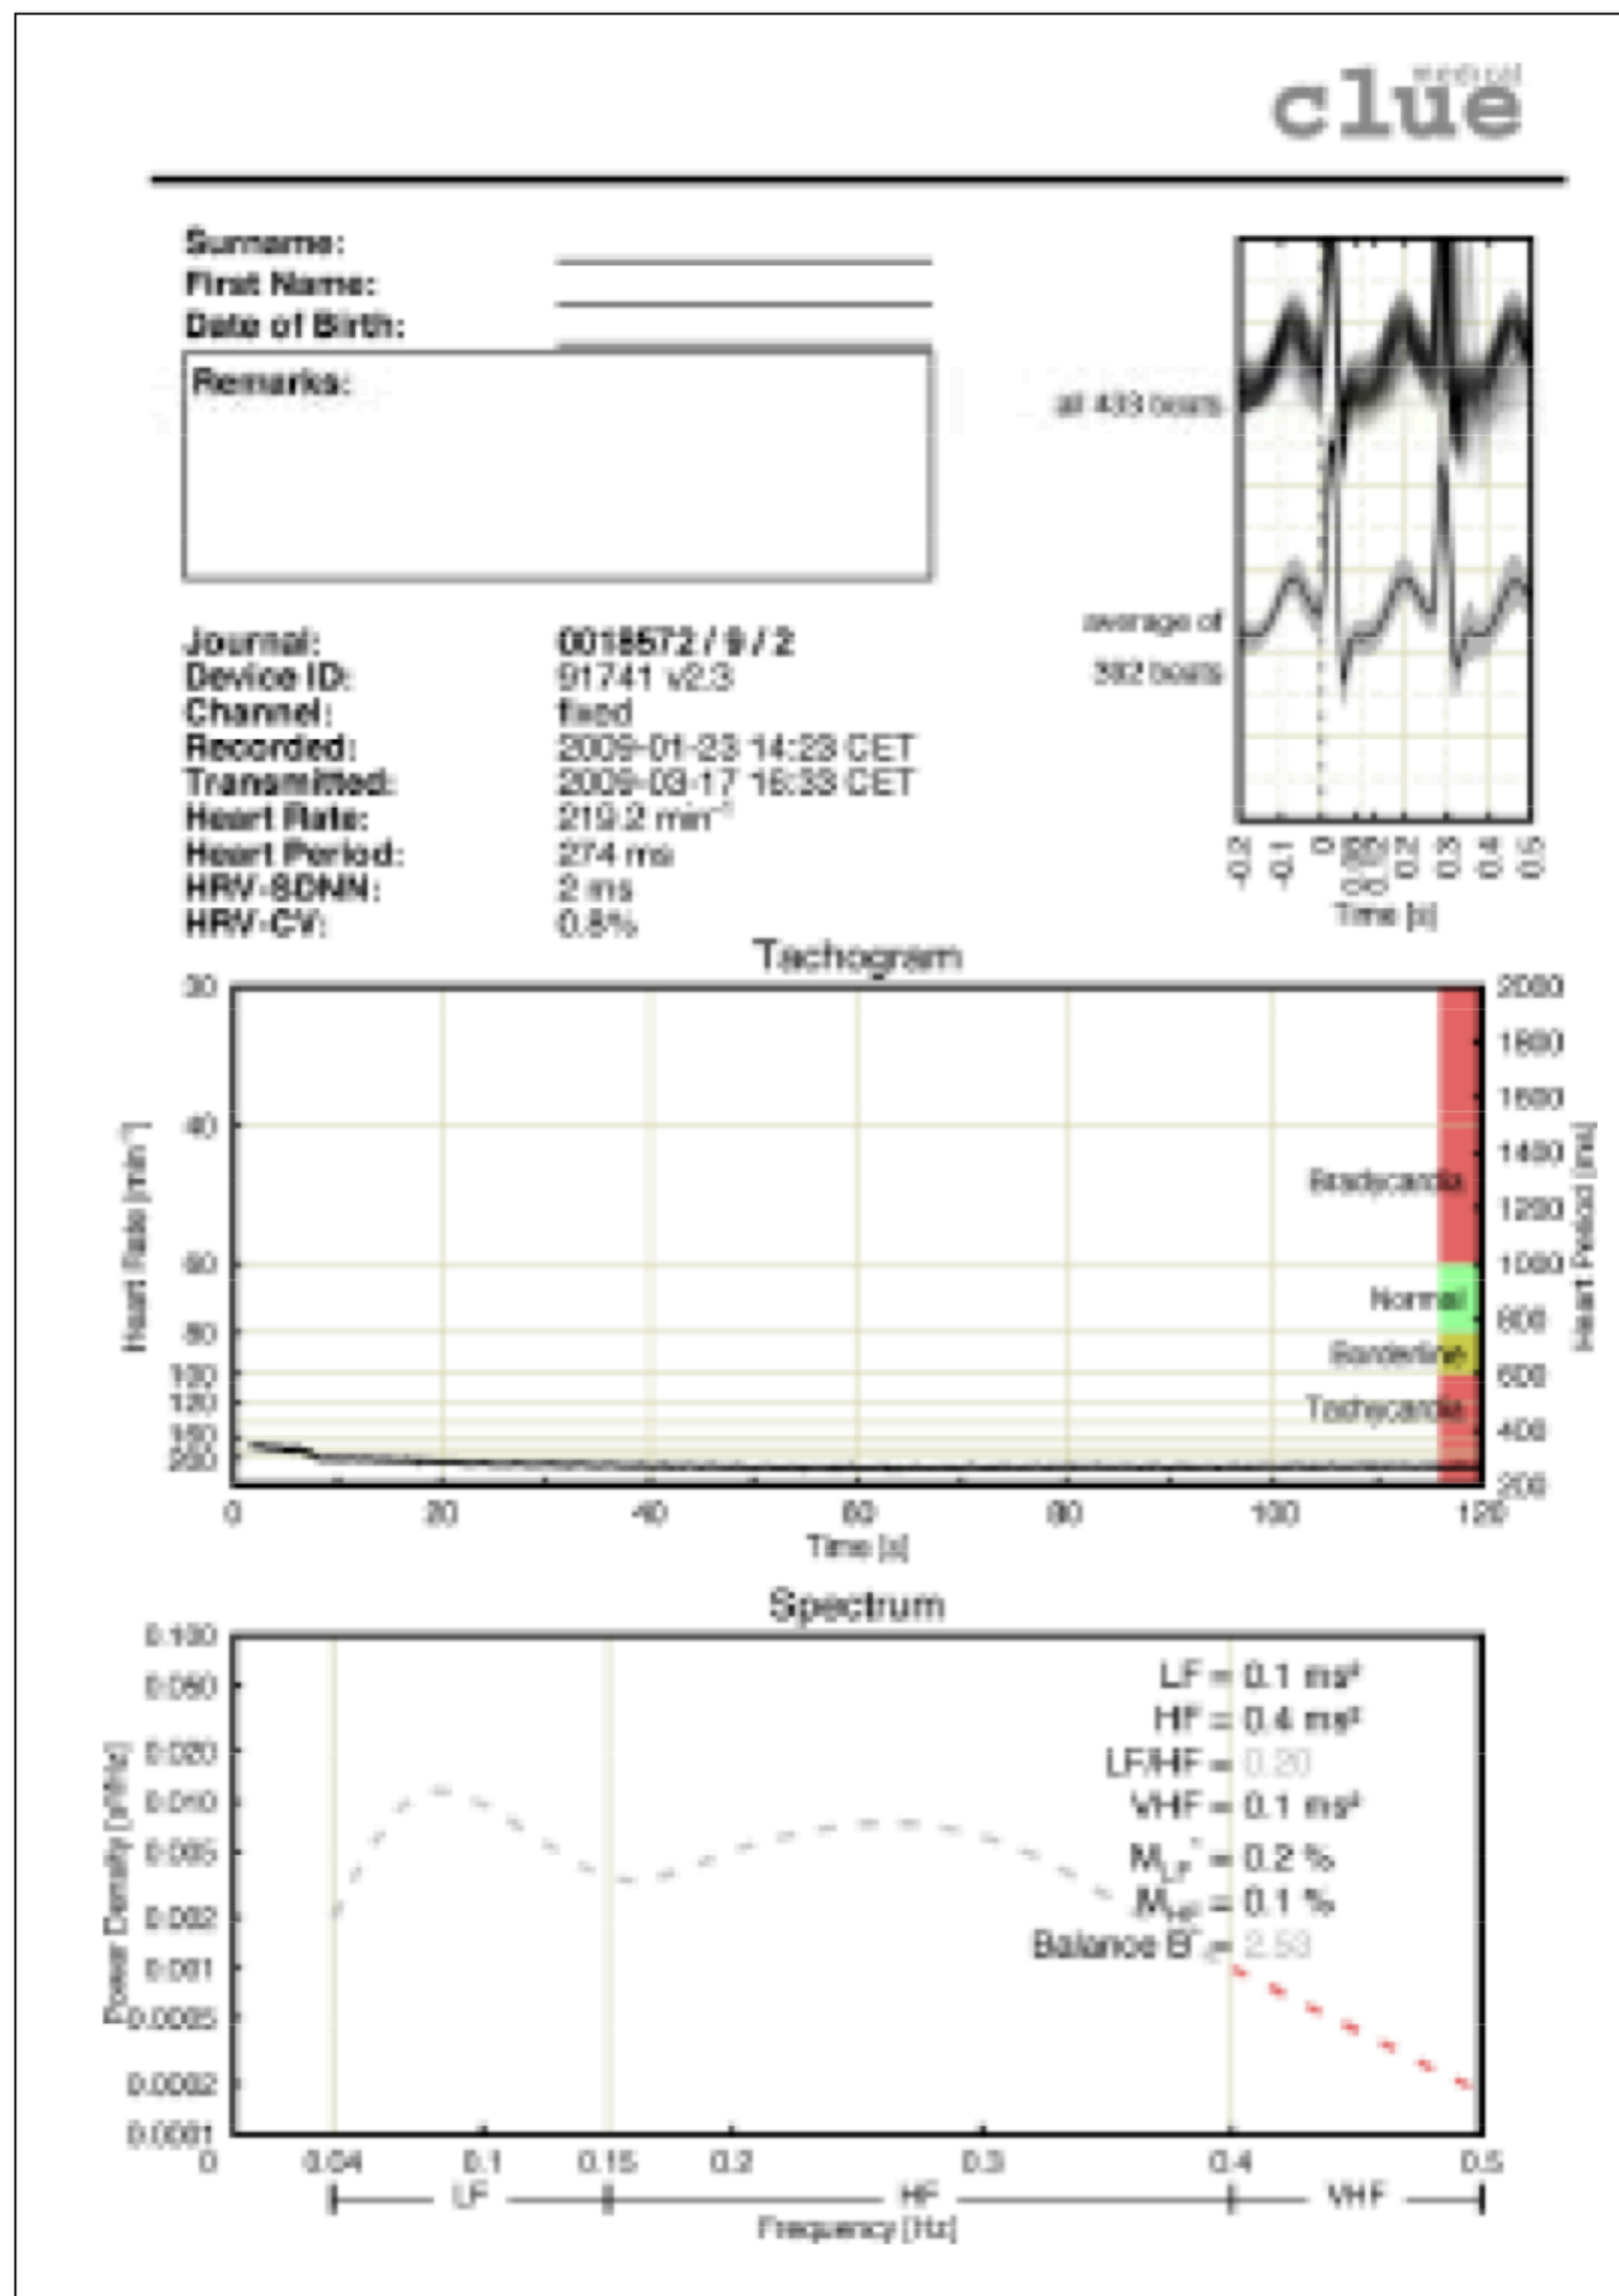 medical
clue
Surname:
First Name:
Date of Birth:
Remarks:
all 433 beats
average of
382 beats
Journal: 0018572 / 9 / 2
Device ID: 91741 v2.3
Channel: fixed
Recorded: 2009-01-23 14:23 CET
Transmitted: 2009-03-17 16:33 CET
Heart Rate: 219.2 min⁻¹
Heart Period: 274 ms
HRV-SDNN: 2 ms
HRV-CV: 0.8%
-0.2 -0.1 0 0.2 0.3 0.4 0.5
Time [s]
Tachogram
Heart Rate [min⁻¹]
30 40 60 80 100 120 200
Bradycardia
Normal
Borderline
Tachycardia
2000 1800 1600 1400 1200 1000 800 600 400 200
Heart Period [ms]
0 20 40 60 80 100 120
Time [s]
Spectrum
0.100 0.050 0.020 0.010 0.005 0.002 0.001 0.0005 0.0002 0.0001
LF = 0.1 ms²
HF = 0.4 ms²
LF/HF = 0.20
VHF = 0.1 ms²
M_LF* = 0.2 %
M_HF = 0.1 %
Balance B* = 2.53
0 0.04 0.1 0.15 0.2 0.3 0.4 0.5
LF HF VHF
Frequency [Hz]